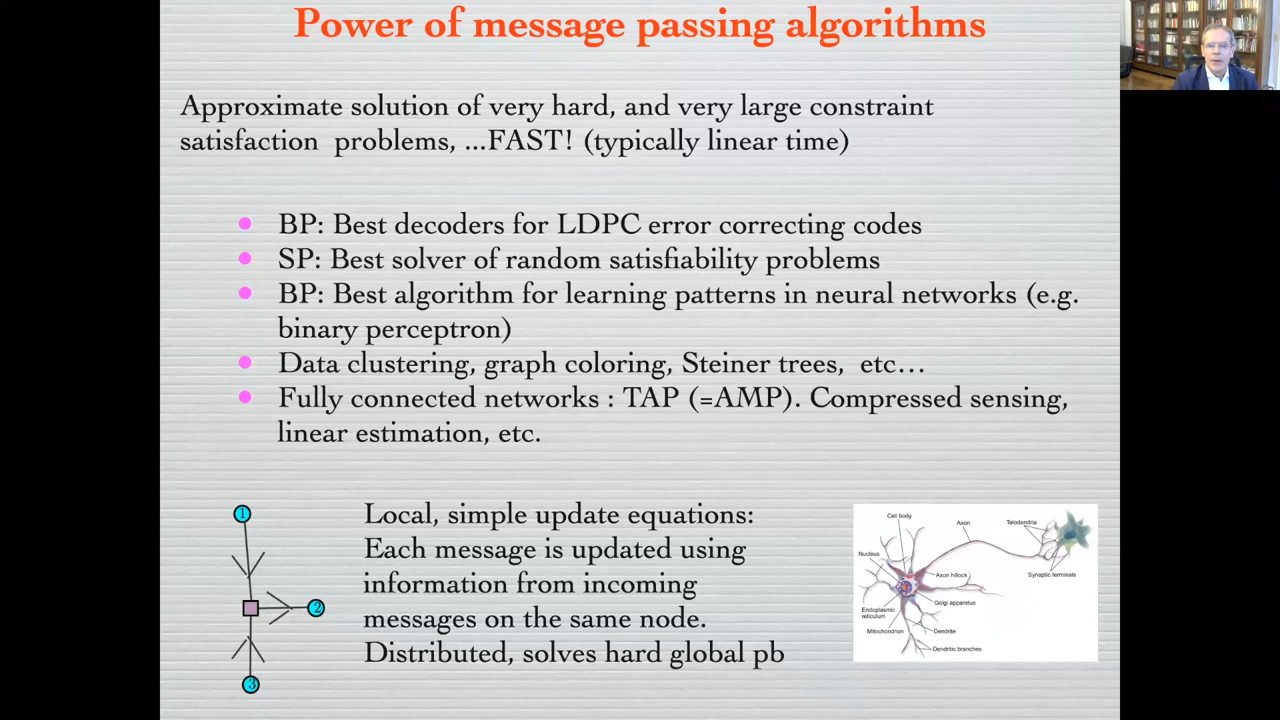 Power of message passing algorithms
Approximate solution of very hard, and very large constraint
satisfaction problems, ...FAST! (typically linear time)
BP: Best decoders for LDPC error correcting codes
SP: Best solver of random satisfiability problems
BP: Best algorithm for learning patterns in neural networks (e.g.
binary perceptron)
Data clustering, graph coloring, Steiner trees, etc…
Fully connected networks : TAP (=AMP). Compressed sensing,
linear estimation, etc.
1
2
3
Local, simple update equations:
Each message is updated using
information from incoming
messages on the same node.
Distributed, solves hard global pb
Cell body
Axon
Telodendria
Nucleus
Synaptic terminals
Axon hillock
Golgi apparatus
Endoplasmic
reticulum
Mitochondrion
Dendrite
Dendritic branches